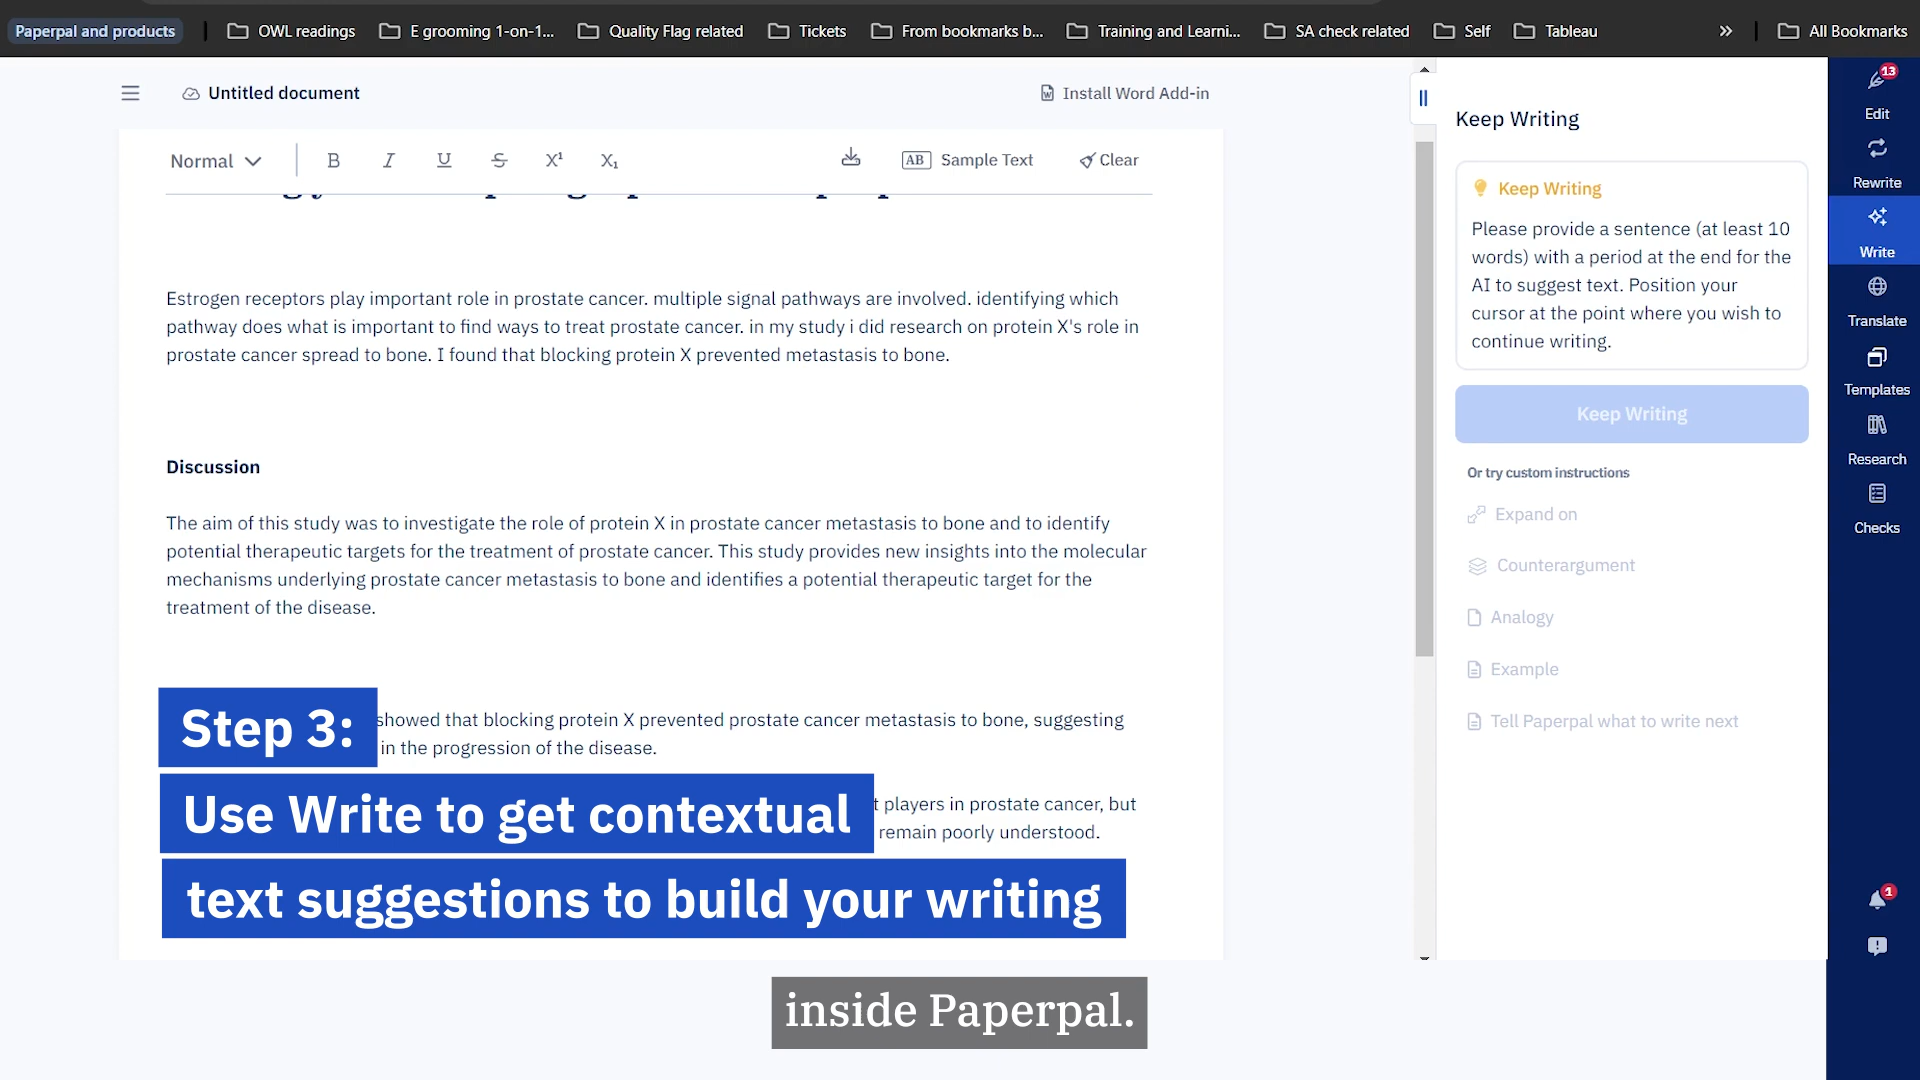 Paperpal and products
OWL readings
E grooming 1-on-1...
Quality Flag related
Tickets
From bookmarks b...
Training and Learni...
SA check related
Self
Tableau
»
All Bookmarks
Untitled document
Install Word Add-in
Normal
B
I
U
S
X¹
X₁
AB
Sample Text
Clear
Estrogen receptors play important role in prostate cancer. multiple signal pathways are involved. identifying which
pathway does what is important to find ways to treat prostate cancer. in my study i did research on protein X's role in
prostate cancer spread to bone. I found that blocking protein X prevented metastasis to bone.
Discussion
The aim of this study was to investigate the role of protein X in prostate cancer metastasis to bone and to identify
potential therapeutic targets for the treatment of prostate cancer. This study provides new insights into the molecular
mechanisms underlying prostate cancer metastasis to bone and identifies a potential therapeutic target for the
treatment of the disease.
showed that blocking protein X prevented prostate cancer metastasis to bone, suggesting
in the progression of the disease.
players in prostate cancer, but
remain poorly understood.
Step 3:
Use Write to get contextual
text suggestions to build your writing
inside Paperpal.
Keep Writing
Keep Writing
Please provide a sentence (at least 10
words) with a period at the end for the
AI to suggest text. Position your
cursor at the point where you wish to
continue writing.
Keep Writing
Or try custom instructions
Expand on
Counterargument
Analogy
Example
Tell Paperpal what to write next
13
Edit
Rewrite
Write
Translate
Templates
Research
Checks
1